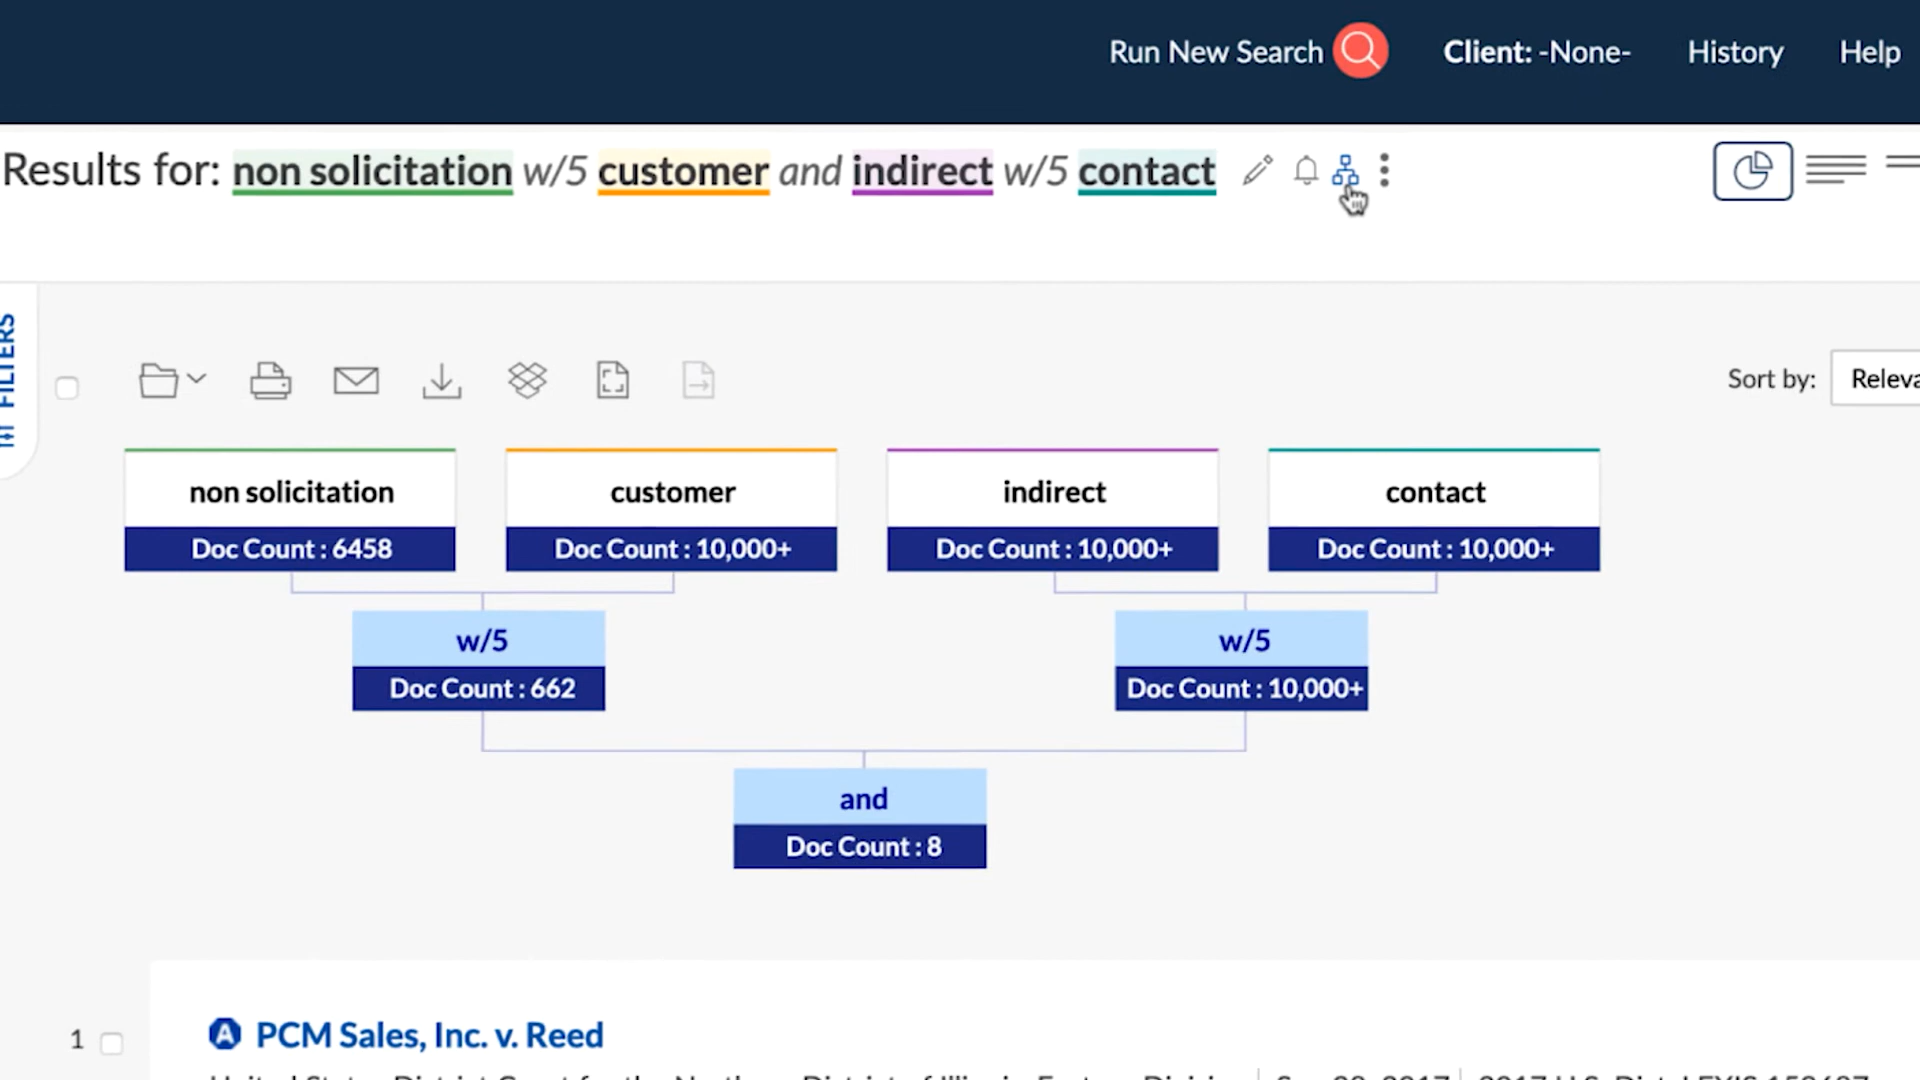 Run New Search Client: -None- History Help
Results for: non solicitation w/5 customer and indirect w/5 contact
FILTERS
Sort by: Releva
non solicitation customer indirect contact
Doc Count : 6458 Doc Count : 10,000+ Doc Count : 10,000+ Doc Count : 10,000+
w/5 w/5
Doc Count : 662 Doc Count : 10,000+
and
Doc Count : 8
1 A PCM Sales, Inc. v. Reed